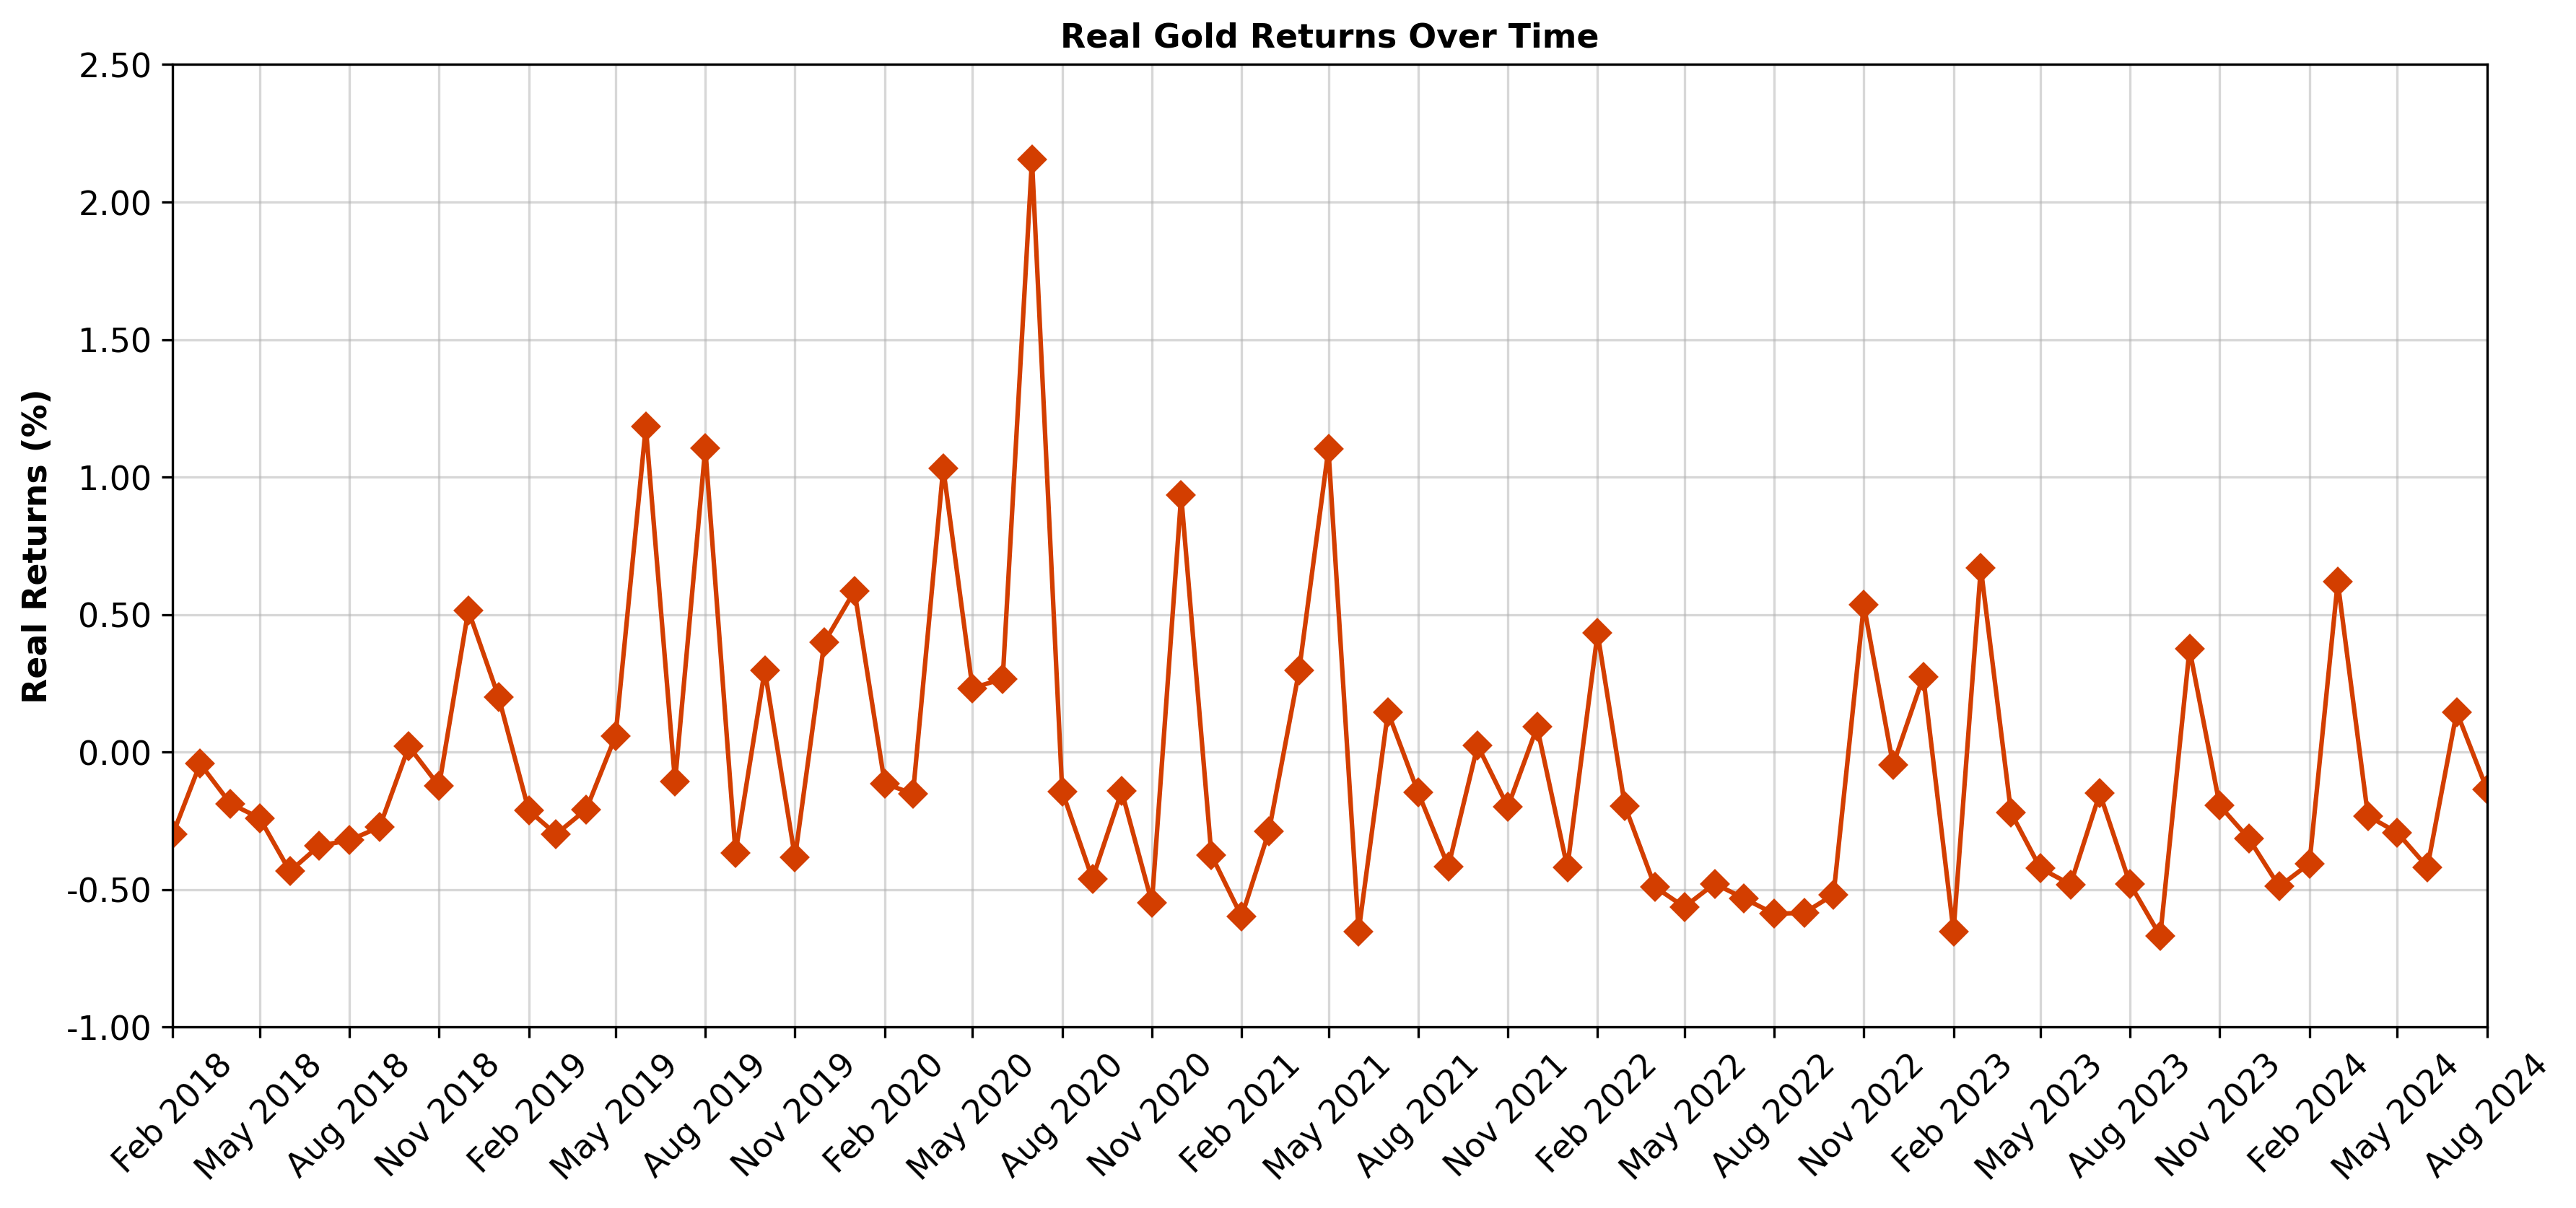 Real Gold Returns Over Time
Real Returns (%)
2.50
2.00
1.50
1.00
0.50
0.00
-0.50
-1.00
Feb 2018
May 2018
Aug 2018
Nov 2018
Feb 2019
May 2019
Aug 2019
Nov 2019
Feb 2020
May 2020
Aug 2020
Nov 2020
Feb 2021
May 2021
Aug 2021
Nov 2021
Feb 2022
May 2022
Aug 2022
Nov 2022
Feb 2023
May 2023
Aug 2023
Nov 2023
Feb 2024
May 2024
Aug 2024